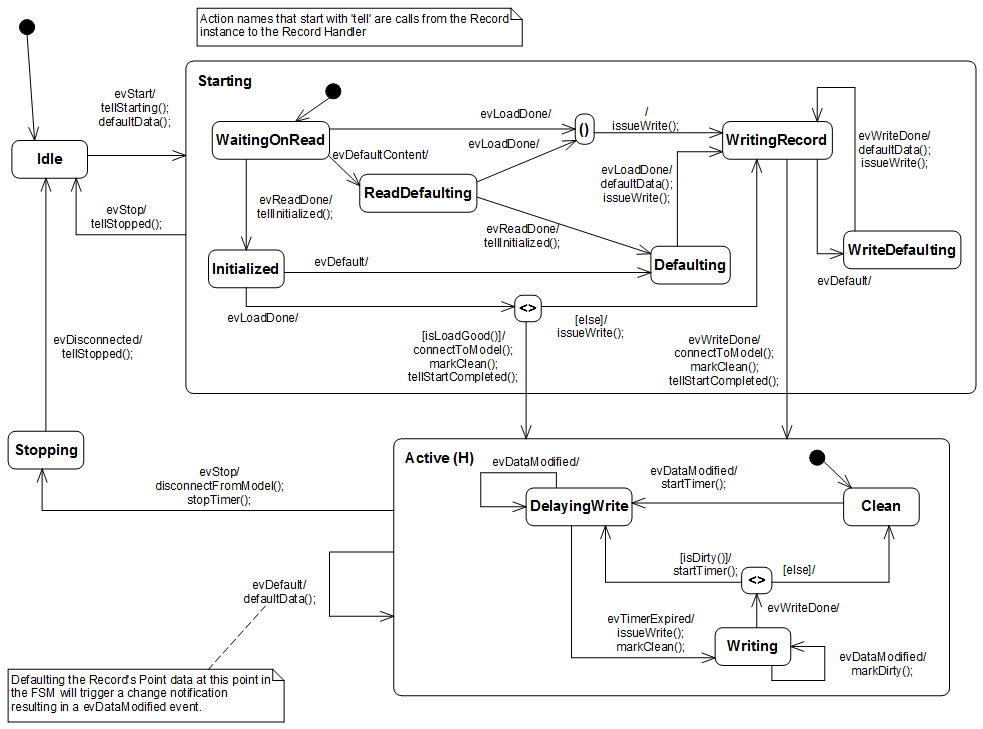 Action names that start with 'tell' are calls from the Record
instance to the Record Handler
Starting
evStart/
tellStarting();
defaultData();
Idle
evStop/
tellStopped();
WaitingOnRead
evLoadDone/
()
/
issueWrite();
WritingRecord
evWriteDone/
defaultData();
issueWrite();
evDefaultContent/
evLoadDone/
ReadDefaulting
evLoadDone/
defaultData();
issueWrite();
evReadDone/
tellInitialized();
evReadDone/
tellInitialized();
WriteDefaulting
evDefault/
Initialized
evDefault/
Defaulting
evLoadDone/
<>
[else]/
issueWrite();
[isLoadGood()]/
connectToModel();
markClean();
tellStartCompleted();
evWriteDone/
connectToModel();
markClean();
tellStartCompleted();
evDisconnected/
tellStopped();
Stopping
evStop/
disconnectFromModel();
stopTimer();
Active (H)
evDataModified/
DelayingWrite
evDataModified/
startTimer();
Clean
[isDirty()]/
startTimer();
<>
[else]/
evWriteDone/
evTimerExpired/
issueWrite();
markClean();
Writing
evDataModified/
markDirty();
evDefault/
defaultData();
Defaulting the Record's Point data at this point in
the FSM will trigger a change notification
resulting in a evDataModified event.